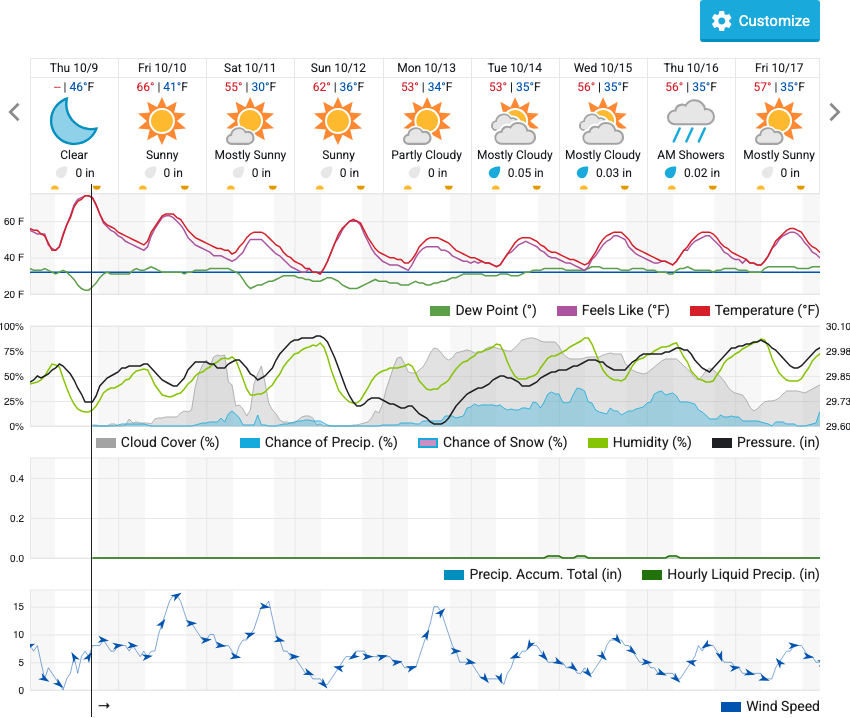 Customize
Thu 10/9 Fri 10/10 Sat 10/11 Sun 10/12 Mon 10/13 Tue 10/14 Wed 10/15 Thu 10/16 Fri 10/17
-- | 46°F 66° | 41°F 55° | 30°F 62° | 36°F 53° | 34°F 53° | 35°F 56° | 35°F 56° | 35°F 57° | 35°F
Clear Sunny Mostly Sunny Sunny Partly Cloudy Mostly Cloudy Mostly Cloudy AM Showers Mostly Sunny
0 in 0 in 0 in 0 in 0 in 0.05 in 0.03 in 0.02 in 0 in
60 F
40 F
20 F
Dew Point (°) Feels Like (°F) Temperature (°F)
100% 30.10
75% 29.98
50% 29.85
25% 29.73
0% 29.60
Cloud Cover (%) Chance of Precip. (%) Chance of Snow (%) Humidity (%) Pressure. (in)
0.4
0.2
0.0
Precip. Accum. Total (in) Hourly Liquid Precip. (in)
15
10
5
0
→
Wind Speed